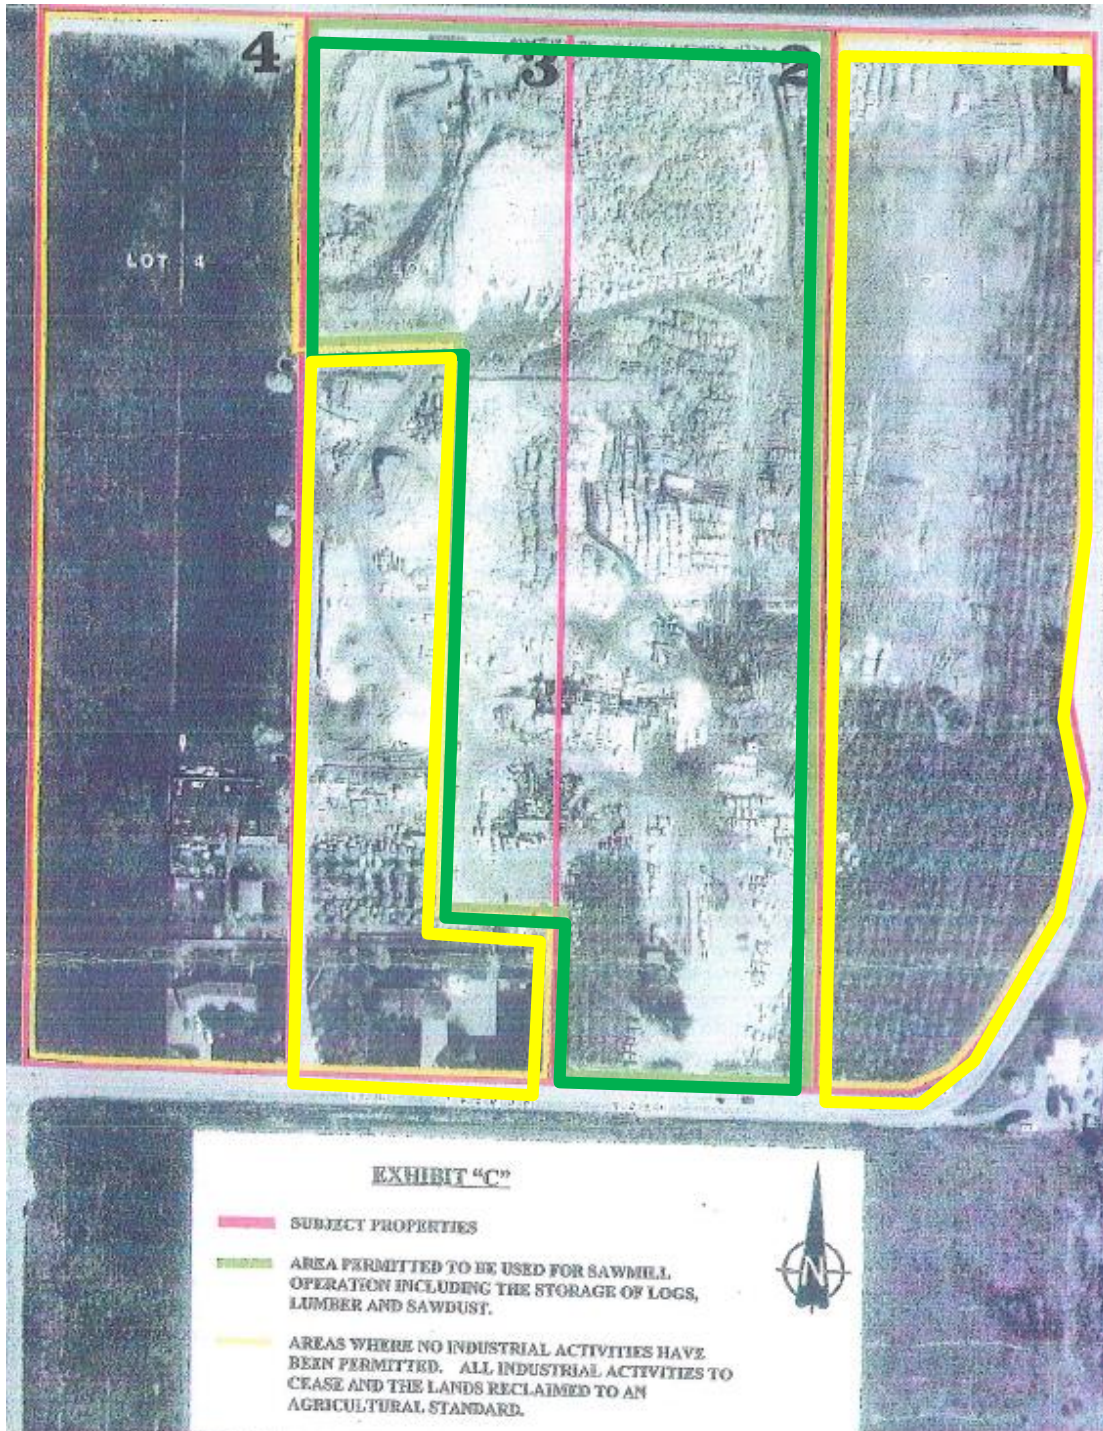 4
3
2
1
LOT 4
EXHIBIT “C”
SUBJECT PROPERTIES
AREA PERMITTED TO BE USED FOR SAWMILL
OPERATION INCLUDING THE STORAGE OF LOGS,
LUMBER AND SAWDUST.
N
AREAS WHERE NO INDUSTRIAL ACTIVITIES HAVE
BEEN PERMITTED. ALL INDUSTRIAL ACTIVITIES TO
CEASE AND THE LANDS RECLAIMED TO AN
AGRICULTURAL STANDARD.